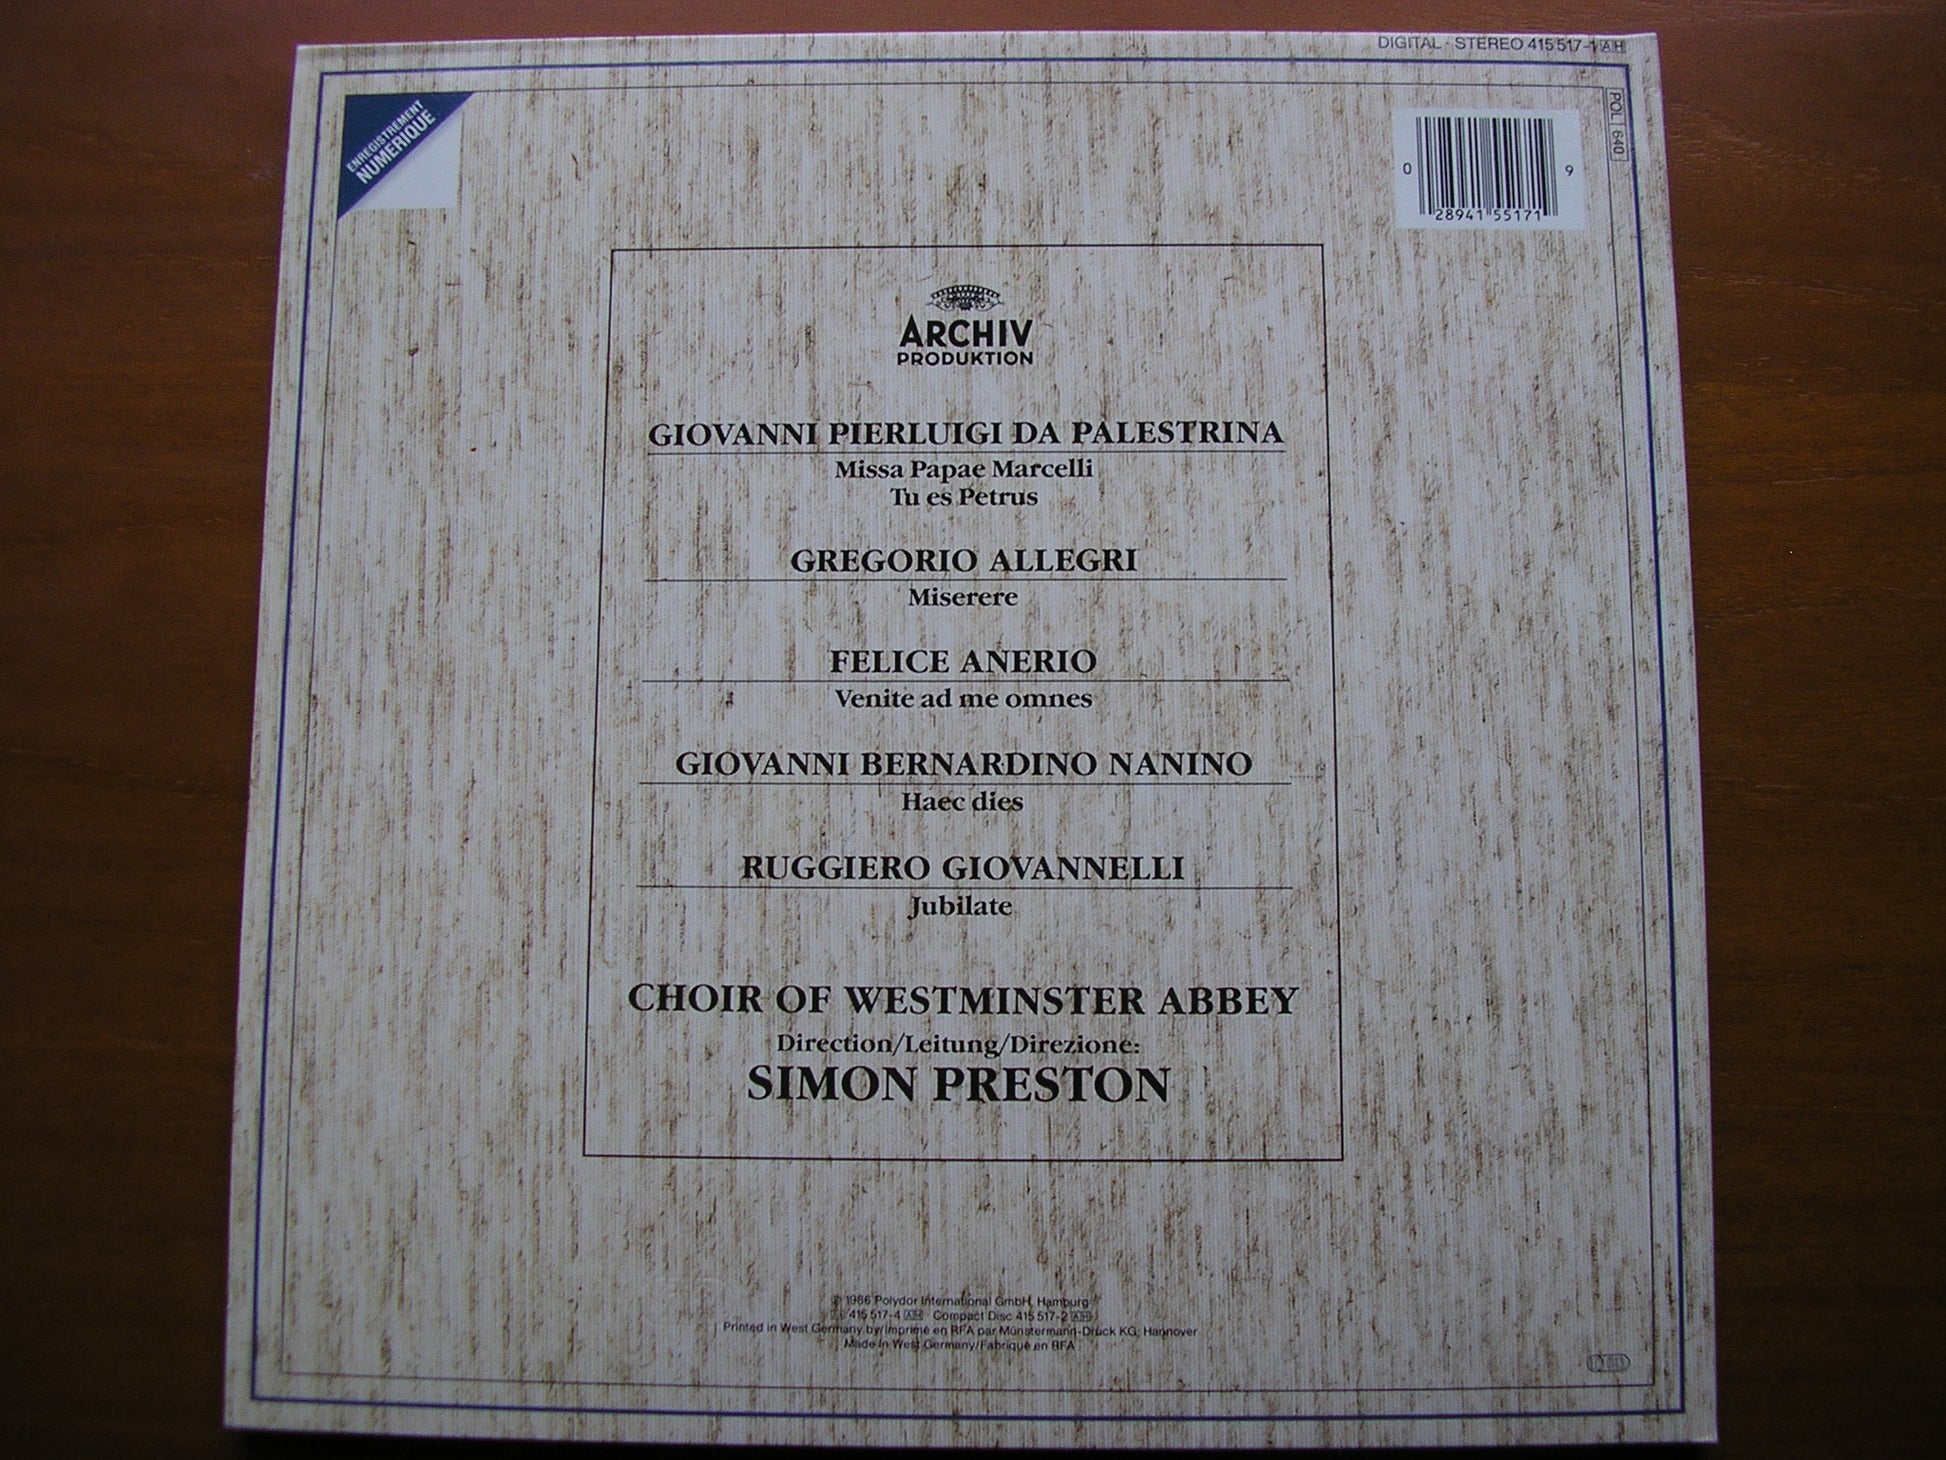 DIGITAL · STEREO 415 517-1 AH
ENREGISTREMENT
NUMÉRIQUE
POL 640
0 28941 55171 9
ARCHIV
PRODUKTION
GIOVANNI PIERLUIGI DA PALESTRINA
Missa Papae Marcelli
Tu es Petrus
GREGORIO ALLEGRI
Miserere
FELICE ANERIO
Venite ad me omnes
GIOVANNI BERNARDINO NANINO
Haec dies
RUGGIERO GIOVANNELLI
Jubilate
CHOIR OF WESTMINSTER ABBEY
Direction/Leitung/Direzione:
SIMON PRESTON
℗ 1986 Polydor International GmbH, Hamburg
415 517-4 AH · Compact Disc 415 517-2 AH
Printed in West Germany by/Imprimé en RFA par Münstermann-Druck KG, Hannover
Made in West Germany/Fabriqué en RFA